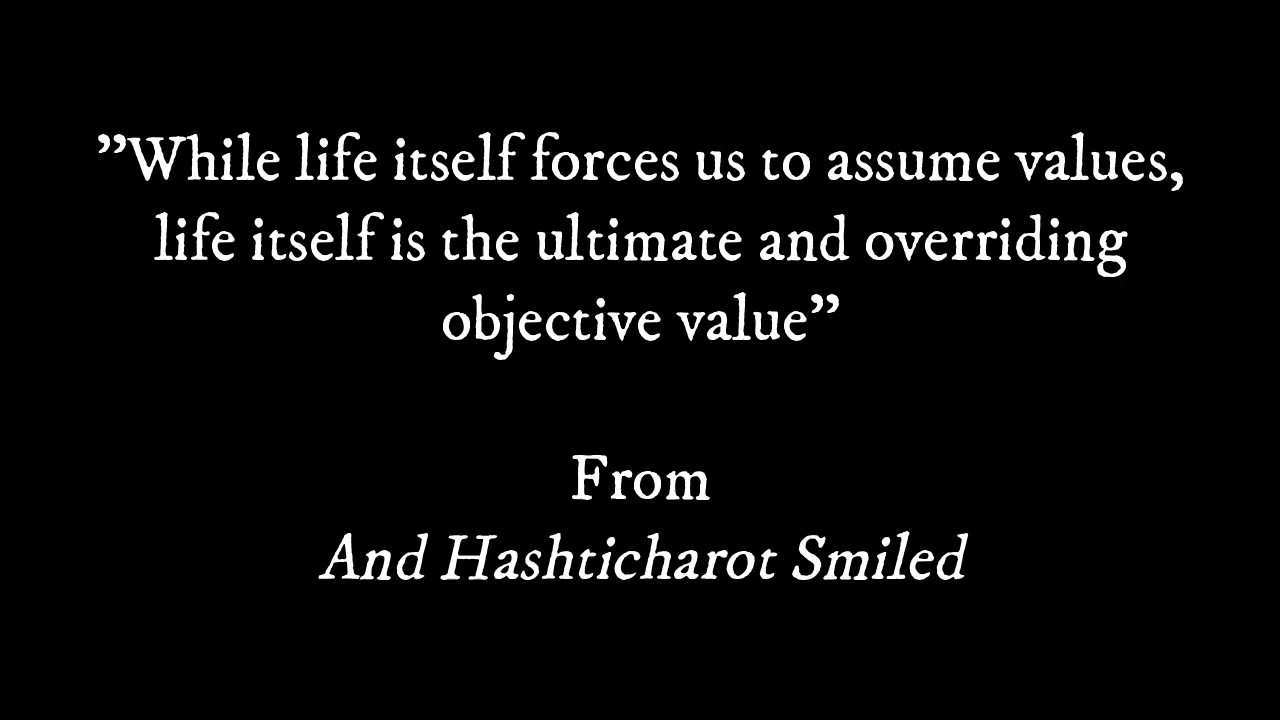 ”While life itself forces us to assume values,
life itself is the ultimate and overriding
objective value”
From
And Hashticharot Smiled